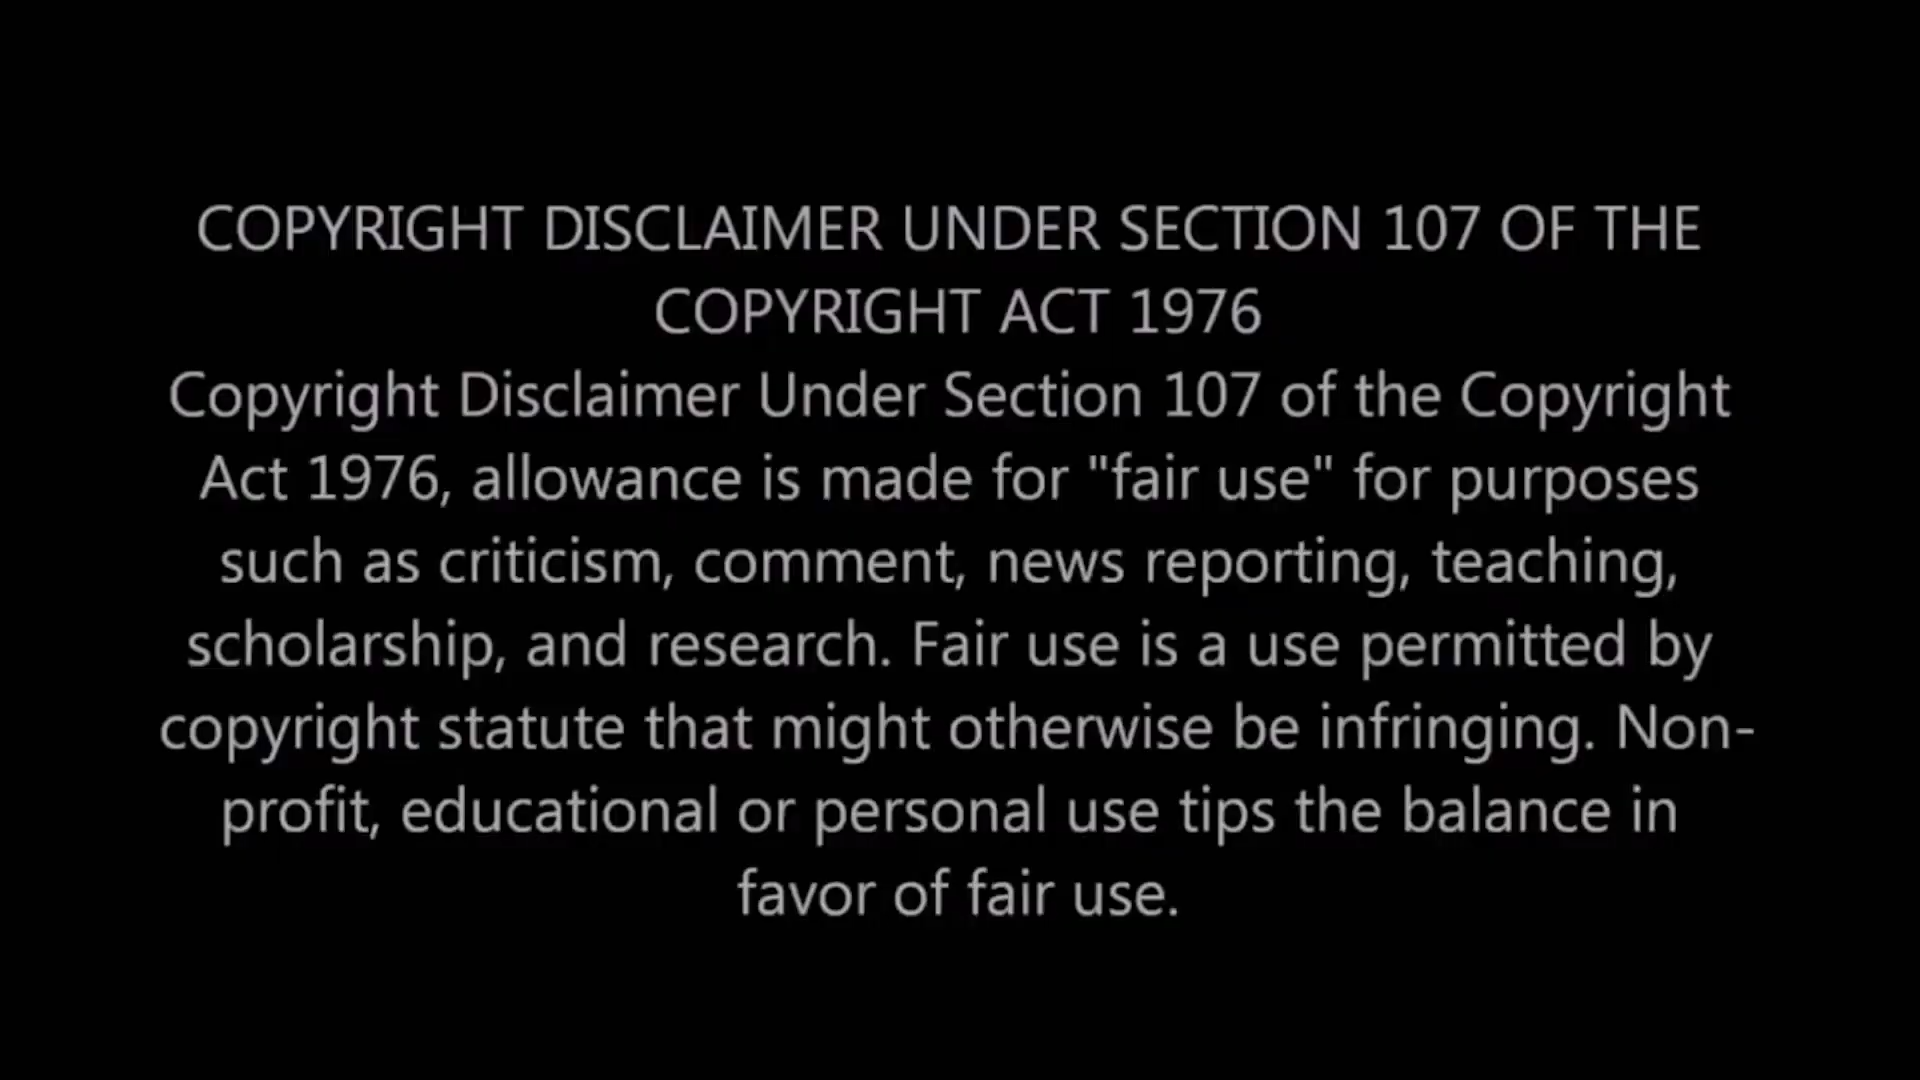 COPYRIGHT DISCLAIMER UNDER SECTION 107 OF THE
COPYRIGHT ACT 1976
Copyright Disclaimer Under Section 107 of the Copyright
Act 1976, allowance is made for "fair use" for purposes
such as criticism, comment, news reporting, teaching,
scholarship, and research. Fair use is a use permitted by
copyright statute that might otherwise be infringing. Non-
profit, educational or personal use tips the balance in
favor of fair use.